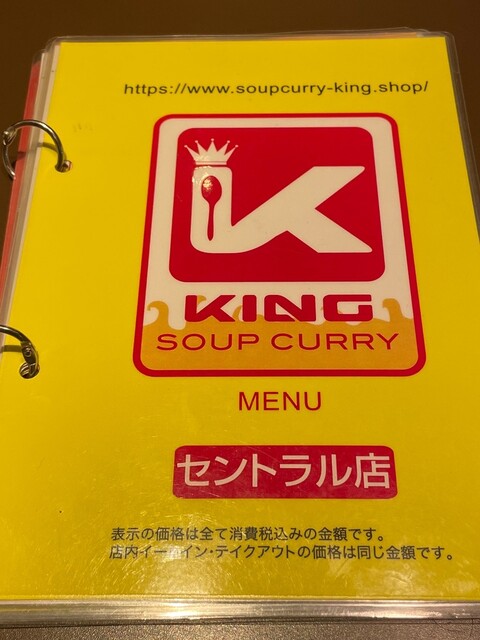 https://www.soupcurry-king.shop/
K
KING
SOUP CURRY
MENU
セントラル店
表示の価格は全て消費税込みの金額です。
店内イートイン・テイクアウトの価格は同じ金額です。